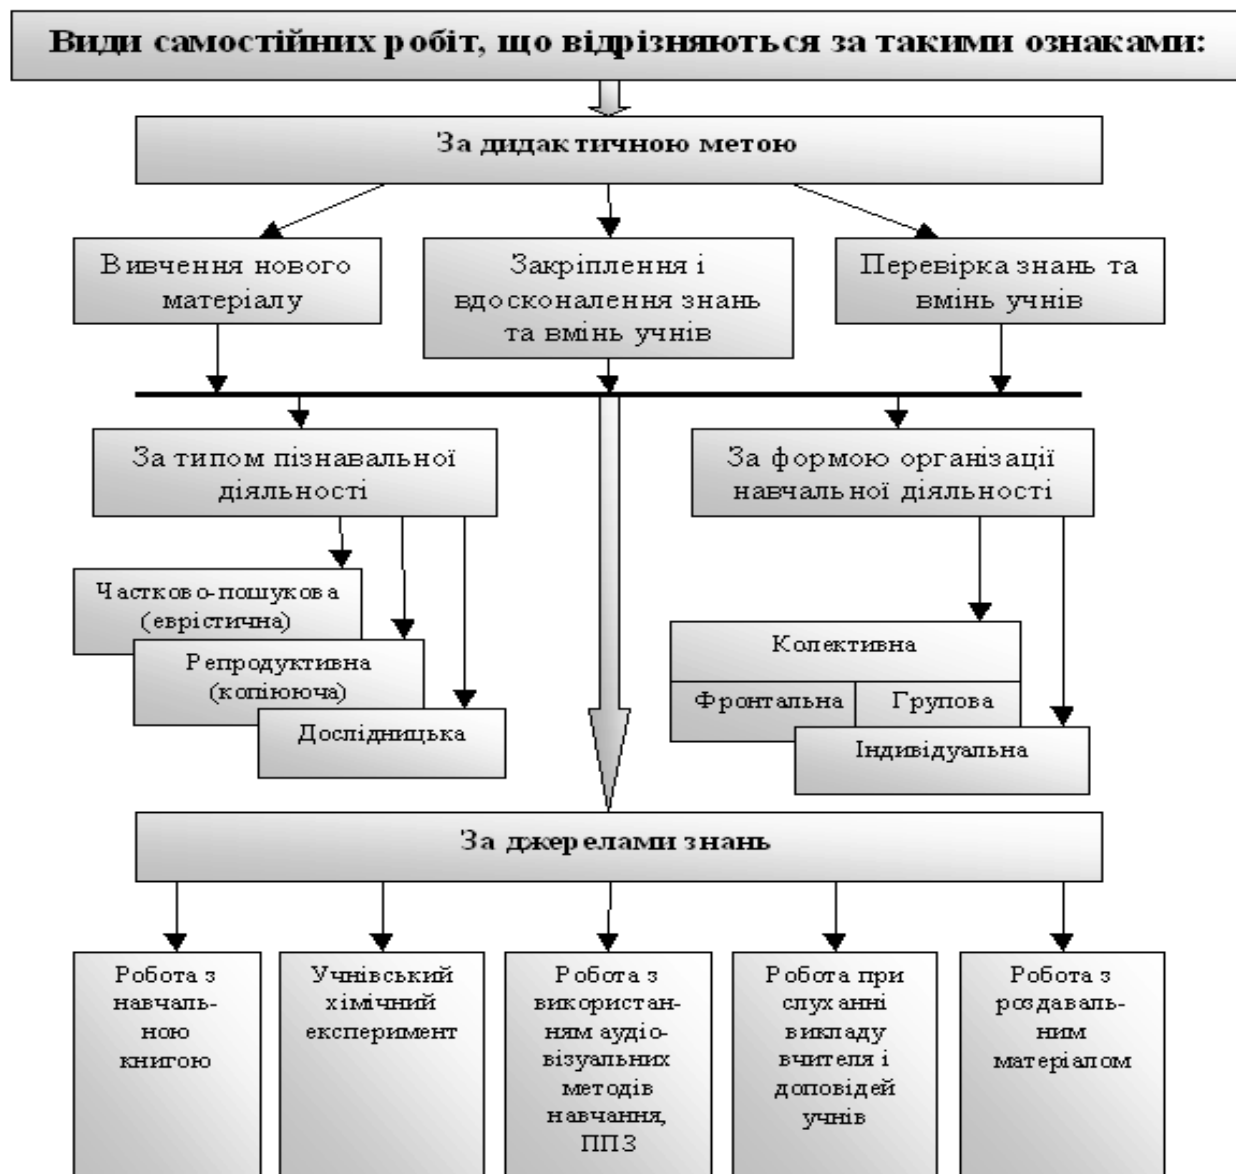 Види самостійних робіт, що відрізняються за такими ознаками:
За дидактичною метою
Вивчення нового
матеріалу
Закріплення і
вдосконалення знань
та вмінь учнів
Перевірка знань та
вмінь учнів
За типом пізнавальної
діяльності
За формою організації
навчальної діяльності
Частково-пошукова
(еврістична)
Репродуктивна
(копіююча)
Дослідницька
Колективна
Фронтальна
Групова
Індивідуальна
За джерелами знань
Робота з
навчаль-
ною
книгою
Учнівський
хімічний
експеримент
Робота з
використан-
ням аудіо-
візуальних
методів
навчання,
ППЗ
Робота при
слуханні
викладу
вчителя і
доповідей
учнів
Робота з
роздаваль-
ним
матеріалом